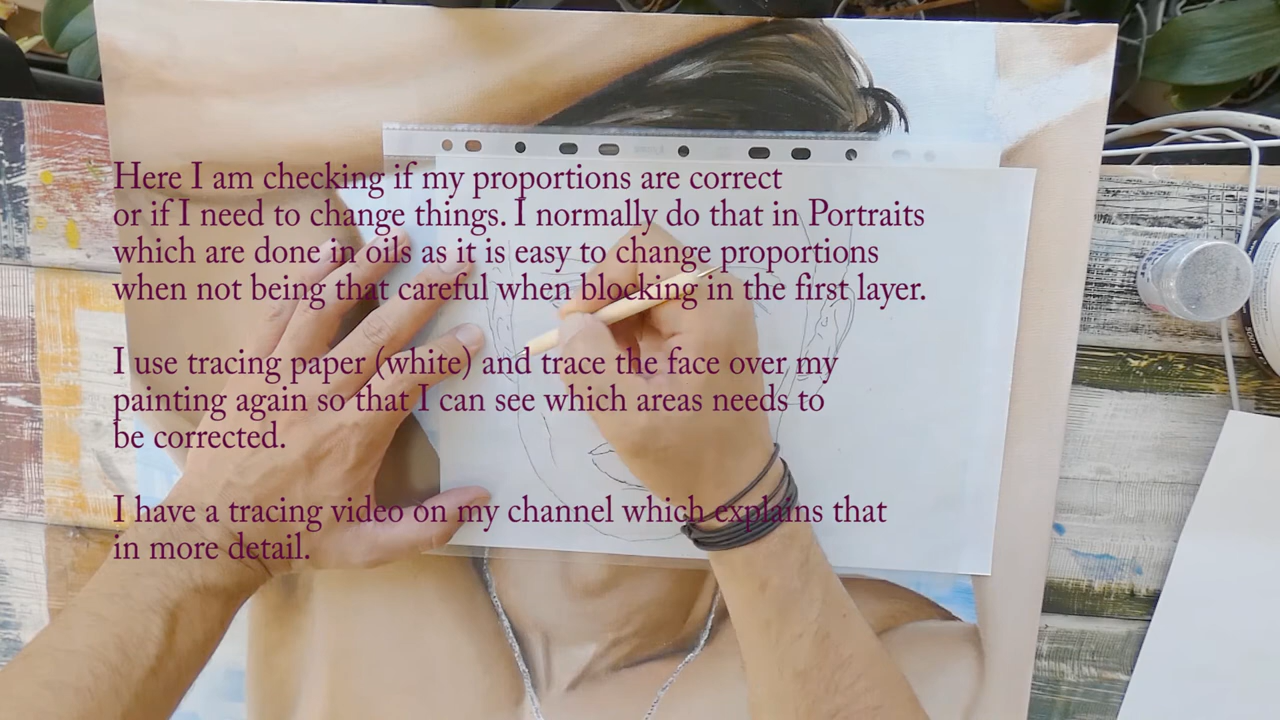 Here I am checking if my proportions are correct
or if I need to change things. I normally do that in Portraits
which are done in oils as it is easy to change proportions
when not being that careful when blocking in the first layer.
I use tracing paper (white) and trace the face over my
painting again so that I can see which areas needs to
be corrected.
I have a tracing video on my channel which explains that
in more detail.